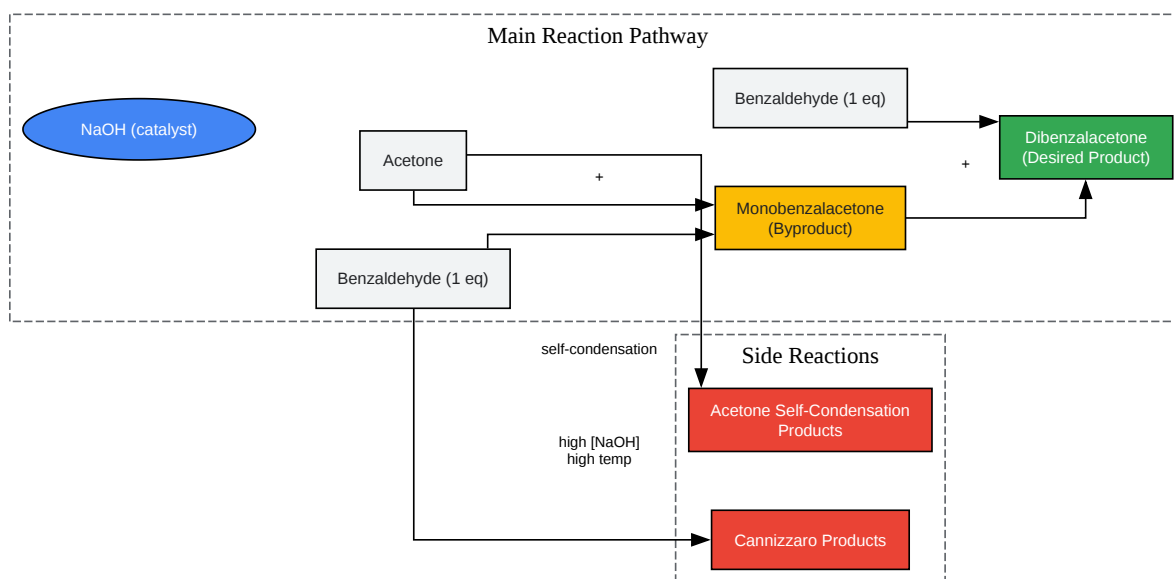 Main Reaction Pathway
Benzaldehyde (1 eq)
NaOH (catalyst)
Dibenzalacetone
(Desired Product)
Acetone
+
+
Monobenzalacetone
(Byproduct)
Benzaldehyde (1 eq)
self-condensation
Side Reactions
Acetone Self-Condensation
Products
high [NaOH]
high temp
Cannizzaro Products